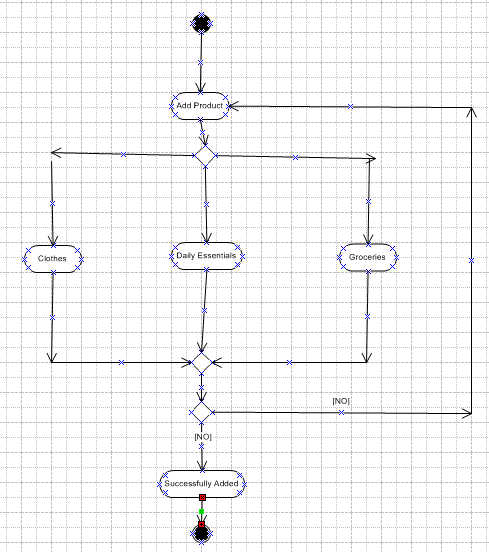 Add Product
Clothes
Daily Essentials
Groceries
[NO]
[NO]
Successfully Added